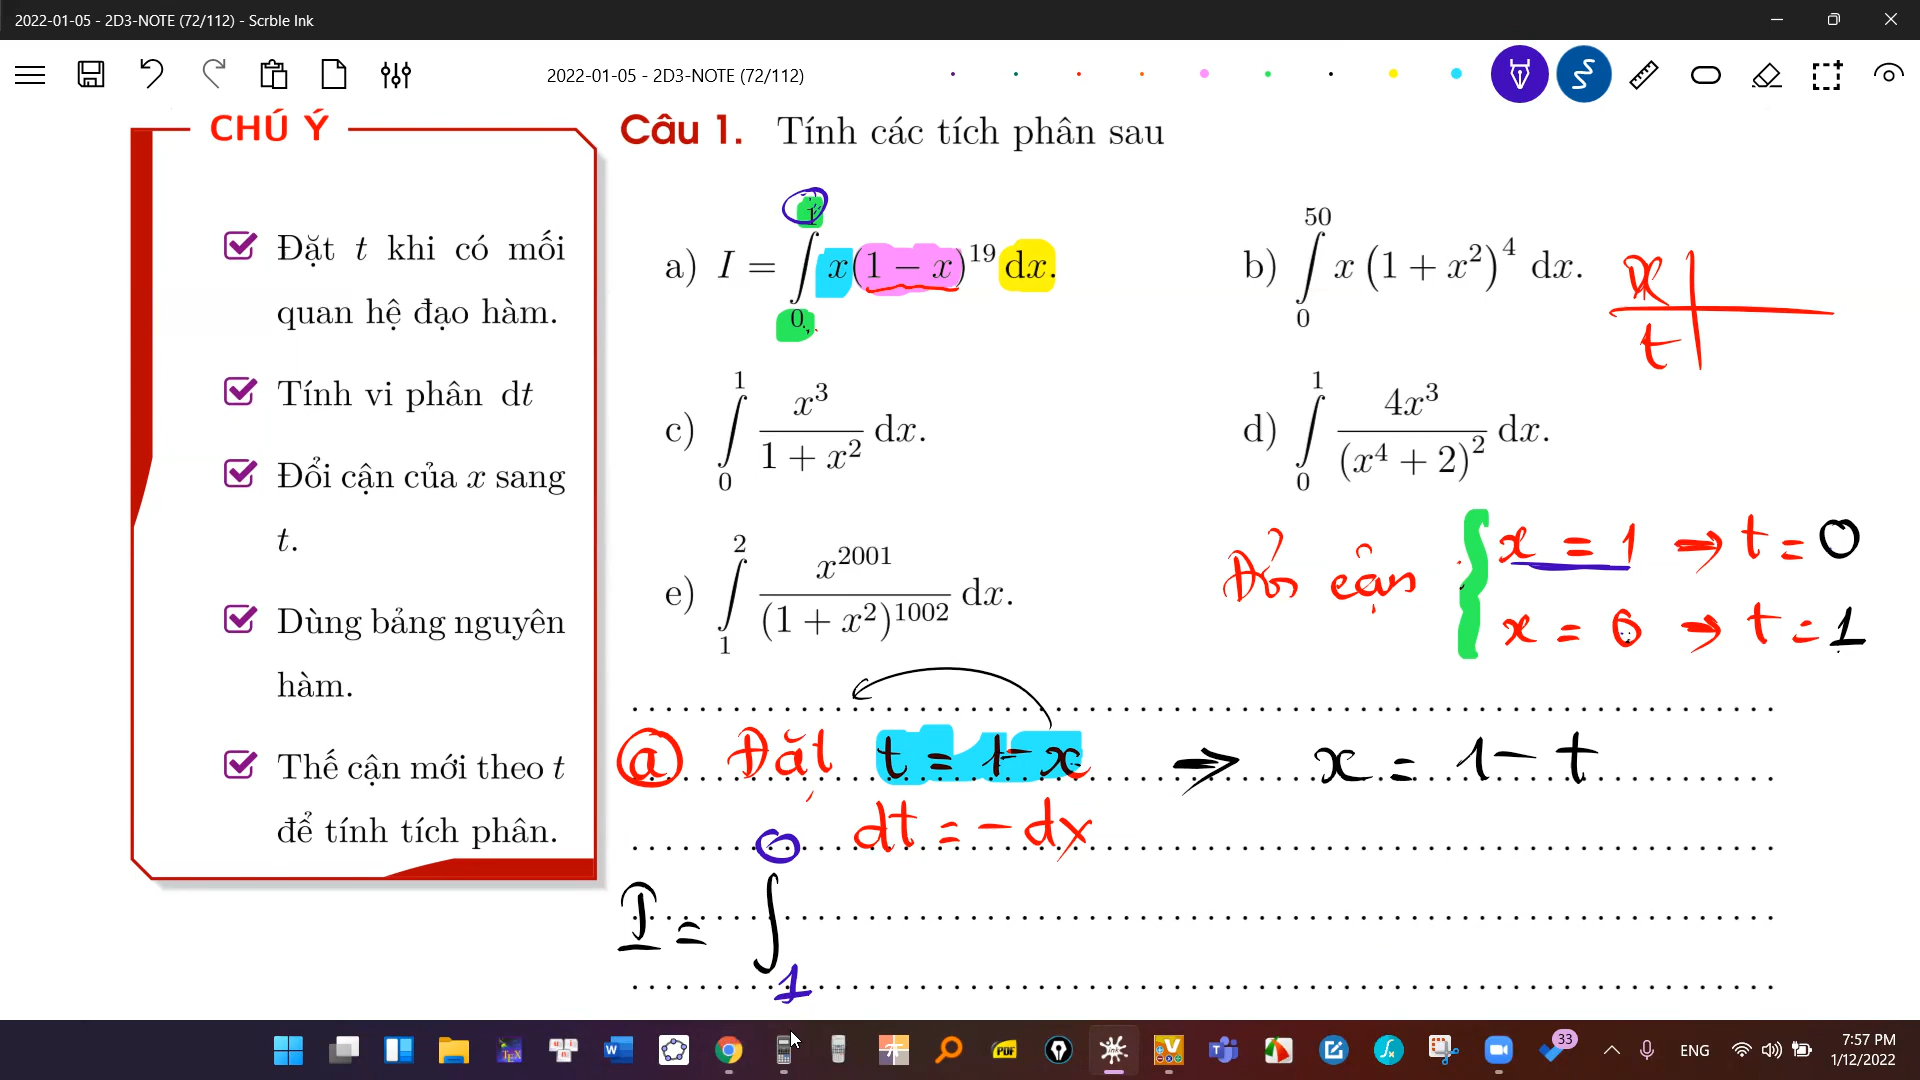 2022-01-05 - 2D3-NOTE (72/112) - Scrble Ink
2022-01-05 - 2D3-NOTE (72/112)
CHÚ Ý
Đặt t khi có mối
quan hệ đạo hàm.
Tính vi phân dt
Đổi cận của x sang
t.
Dùng bảng nguyên
hàm.
Thế cận mới theo t
để tính tích phân.
Câu 1. Tính các tích phân sau
a) I = ∫₀¹ x(1 − x)¹⁹ dx.
b) ∫₀⁵⁰ x (1 + x²)⁴ dx.
x
t
c) ∫₀¹ x³/(1 + x²) dx.
d) ∫₀¹ 4x³/(x⁴ + 2)² dx.
e) ∫₁² x²⁰⁰¹/(1 + x²)¹⁰⁰² dx.
Đổi cận { x = 1 → t = 0
x = 0 → t = 1
a Đặt t = 1 − x ⇒ x = 1 − t
dt = − dx
I = ∫₁⁰
33
ENG
7:57 PM
1/12/2022